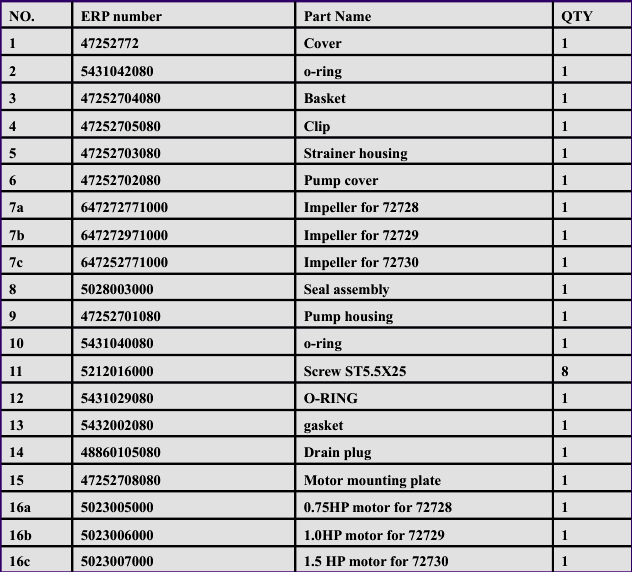 NO. ERP number Part Name QTY
1 47252772 Cover 1
2 5431042080 o-ring 1
3 47252704080 Basket 1
4 47252705080 Clip 1
5 47252703080 Strainer housing 1
6 47252702080 Pump cover 1
7a 647272771000 Impeller for 72728 1
7b 647272971000 Impeller for 72729 1
7c 647252771000 Impeller for 72730 1
8 5028003000 Seal assembly 1
9 47252701080 Pump housing 1
10 5431040080 o-ring 1
11 5212016000 Screw ST5.5X25 8
12 5431029080 O-RING 1
13 5432002080 gasket 1
14 48860105080 Drain plug 1
15 47252708080 Motor mounting plate 1
16a 5023005000 0.75HP motor for 72728 1
16b 5023006000 1.0HP motor for 72729 1
16c 5023007000 1.5 HP motor for 72730 1